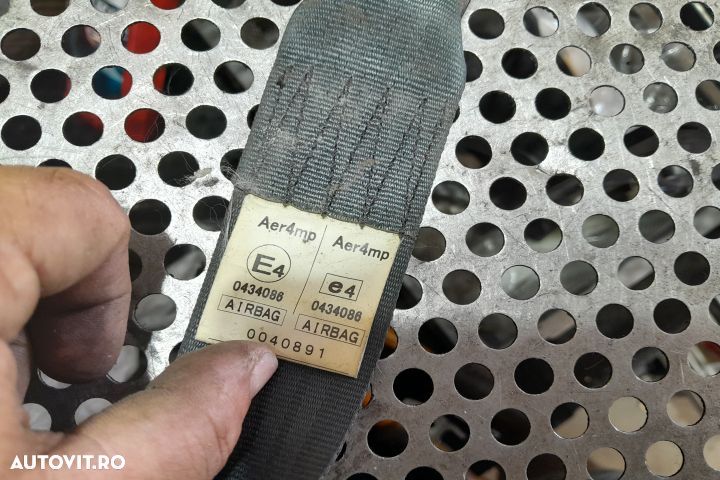 Aer4mp
E4
0434086
AIRBAG
Aer4mp
e4
0434086
AIRBAG
0040891
AUTOVIT.RO